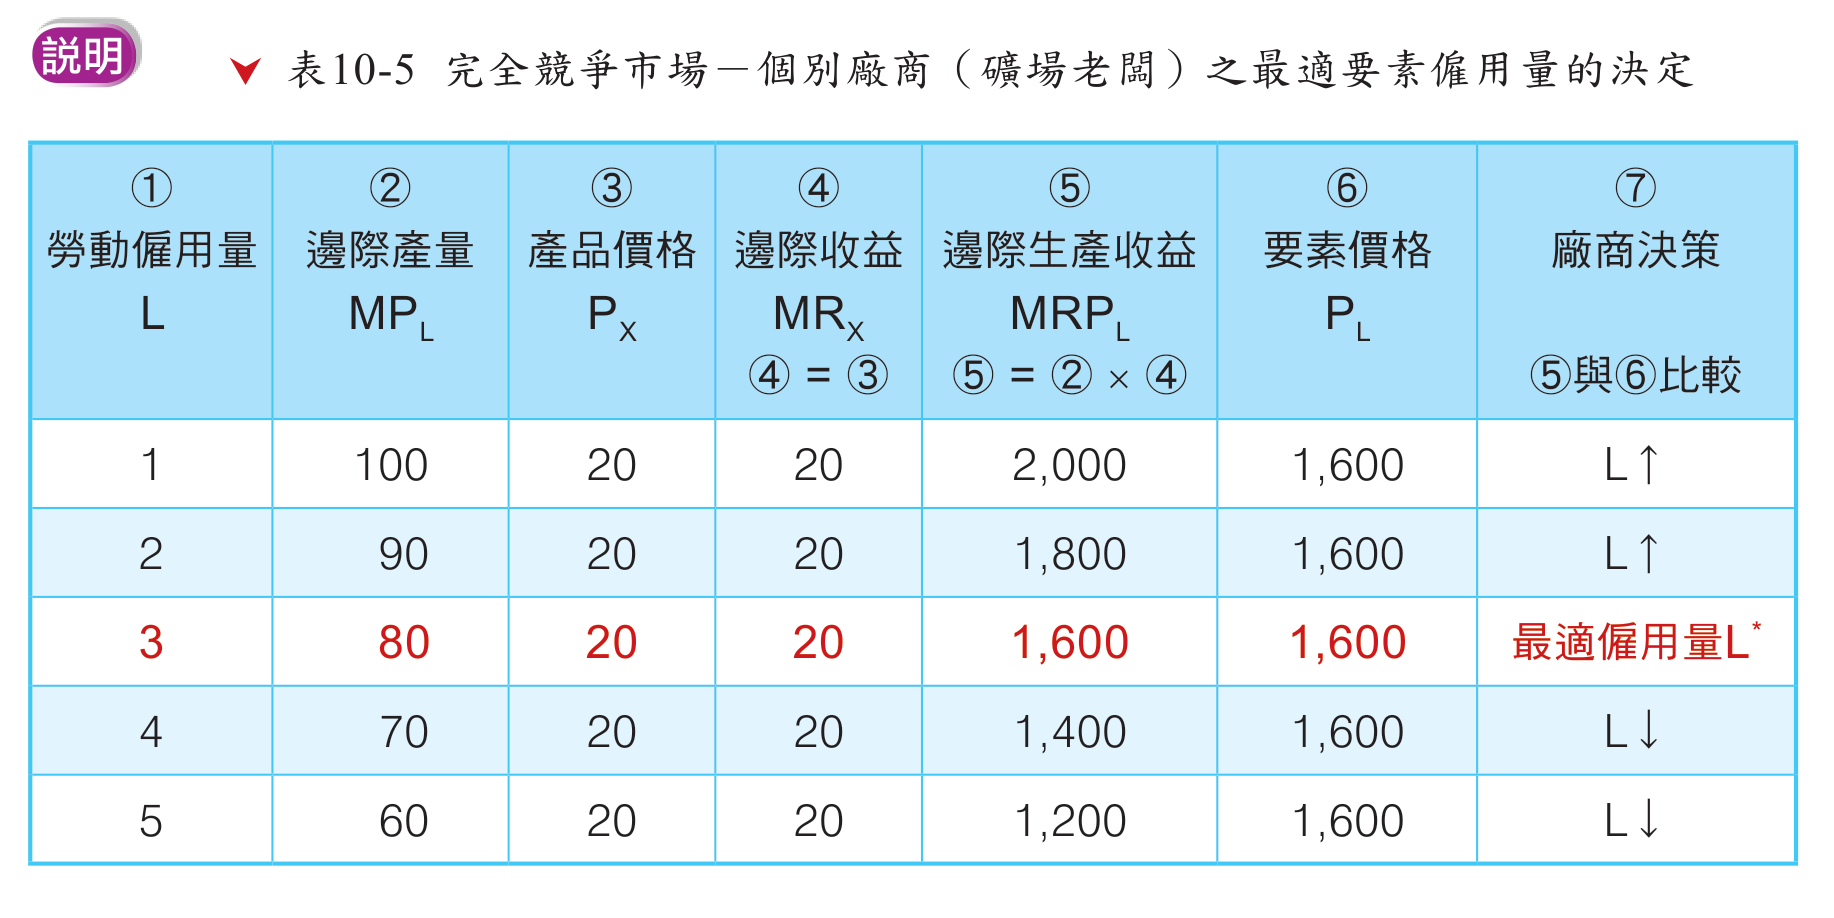 説明
表10-5 完全競爭市場－個別廠商（礦場老闆）之最適要素僱用量的決定
① ② ③ ④ ⑤ ⑥ ⑦
勞動僱用量 邊際產量 產品價格 邊際收益 邊際生產收益 要素價格 廠商決策
L MPL PX MRX MRPL PL
④ = ③ ⑤ = ② × ④ ⑤與⑥比較
1 100 20 20 2,000 1,600 L↑
2 90 20 20 1,800 1,600 L↑
3 80 20 20 1,600 1,600 最適僱用量L*
4 70 20 20 1,400 1,600 L↓
5 60 20 20 1,200 1,600 L↓